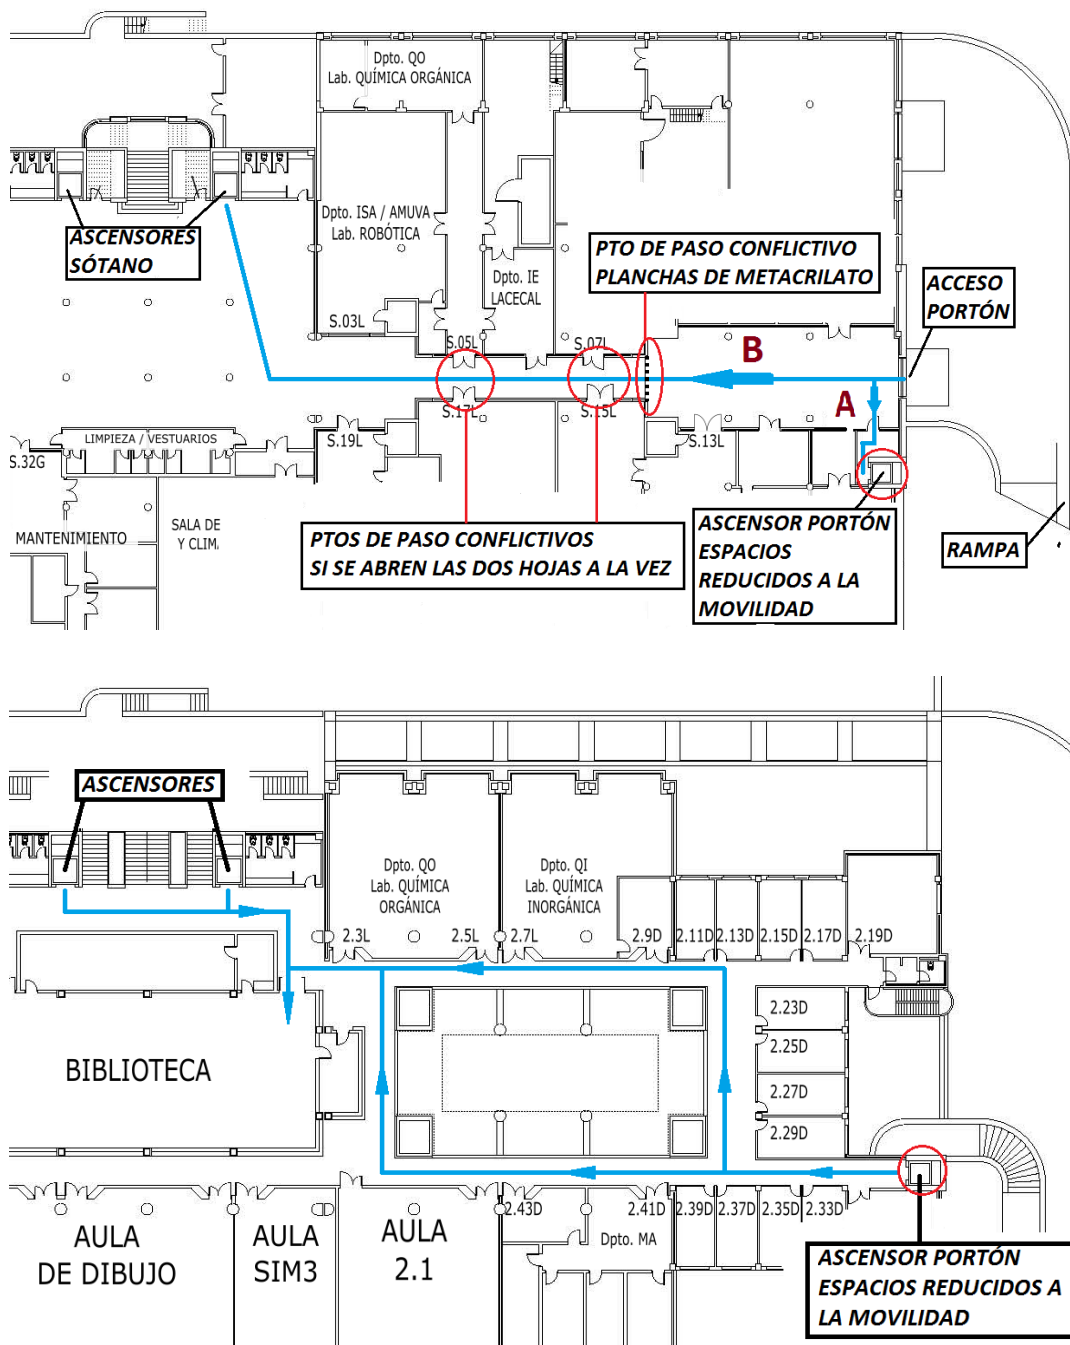 Dpto. QO
Lab. QUÍMICA ORGÁNICA
Dpto. ISA / AMUVA
Lab. ROBÓTICA
ASCENSORES
SÓTANO
PTO DE PASO CONFLICTIVO
PLANCHAS DE METACRILATO
Dpto. IE
LACECAL
ACCESO
PORTÓN
S.03L
S.05L
S.07L
B
A
S.17L
S.15L
LIMPIEZA / VESTUARIOS
S.19L
S.13L
S.32G
MANTENIMIENTO
SALA DE
Y CLIM.
PTOS DE PASO CONFLICTIVOS
SI SE ABREN LAS DOS HOJAS A LA VEZ
ASCENSOR PORTÓN
ESPACIOS
REDUCIDOS A LA
MOVILIDAD
RAMPA
ASCENSORES
Dpto. QO
Lab. QUÍMICA
ORGÁNICA
Dpto. QI
Lab. QUÍMICA
INORGÁNICA
2.3L
2.5L
2.7L
2.9D
2.11D
2.13D
2.15D
2.17D
2.19D
2.23D
2.25D
2.27D
2.29D
BIBLIOTECA
2.43D
2.41D
2.39D
2.37D
2.35D
2.33D
Dpto. MA
AULA
DE DIBUJO
AULA
SIM3
AULA
2.1
ASCENSOR PORTÓN
ESPACIOS REDUCIDOS A
LA MOVILIDAD